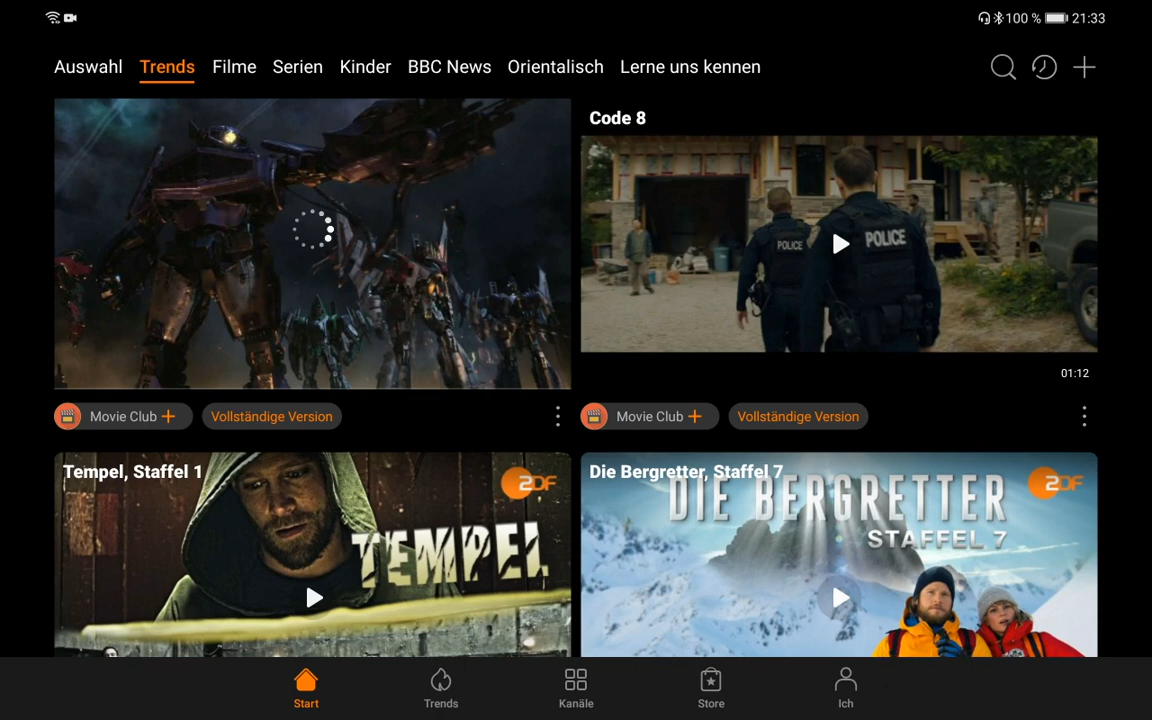 100 % 21:33
Auswahl Trends Filme Serien Kinder BBC News Orientalisch Lerne uns kennen
Code 8
POLICE POLICE
01:12
Movie Club Vollständige Version
Movie Club Vollständige Version
Tempel, Staffel 1
2DF
TEMPEL
Die Bergretter, Staffel 7
2DF
DIE BERGRETTER
STAFFEL 7
Start Trends Kanäle Store Ich